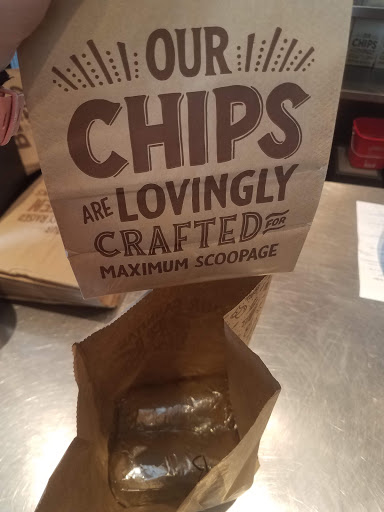 OUR
CHIPS
ARE LOVINGLY
CRAFTED FOR
MAXIMUM SCOOPAGE